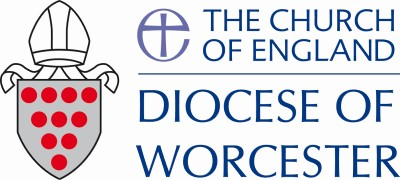 THE CHURCH
OF ENGLAND
DIOCESE OF
WORCESTER